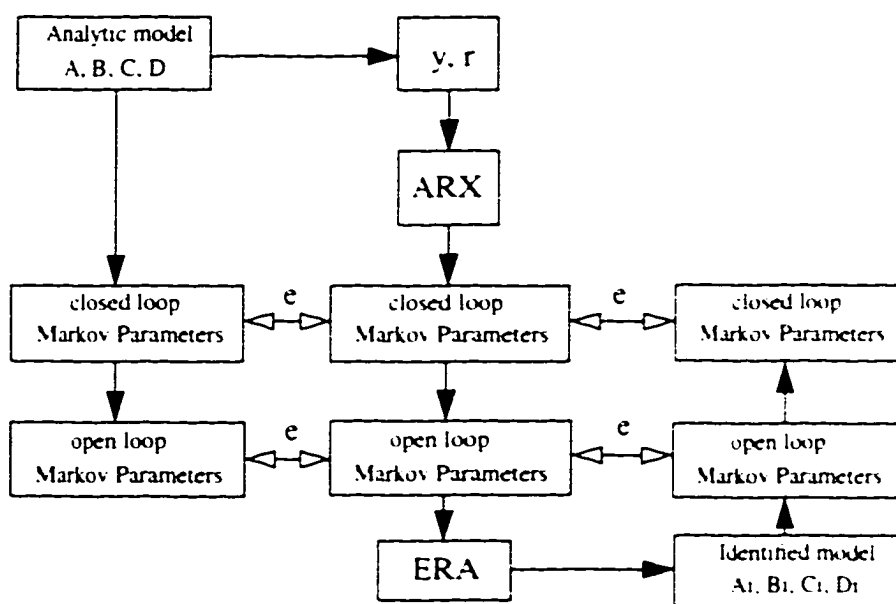 Analytic model
A, B, C, D
y, r
ARX
closed loop
Markov Parameters
e
closed loop
Markov Parameters
e
closed loop
Markov Parameters
open loop
Markov Parameters
e
open loop
Markov Parameters
e
open loop
Markov Parameters
ERA
Identified model
A1, B1, C1, D1